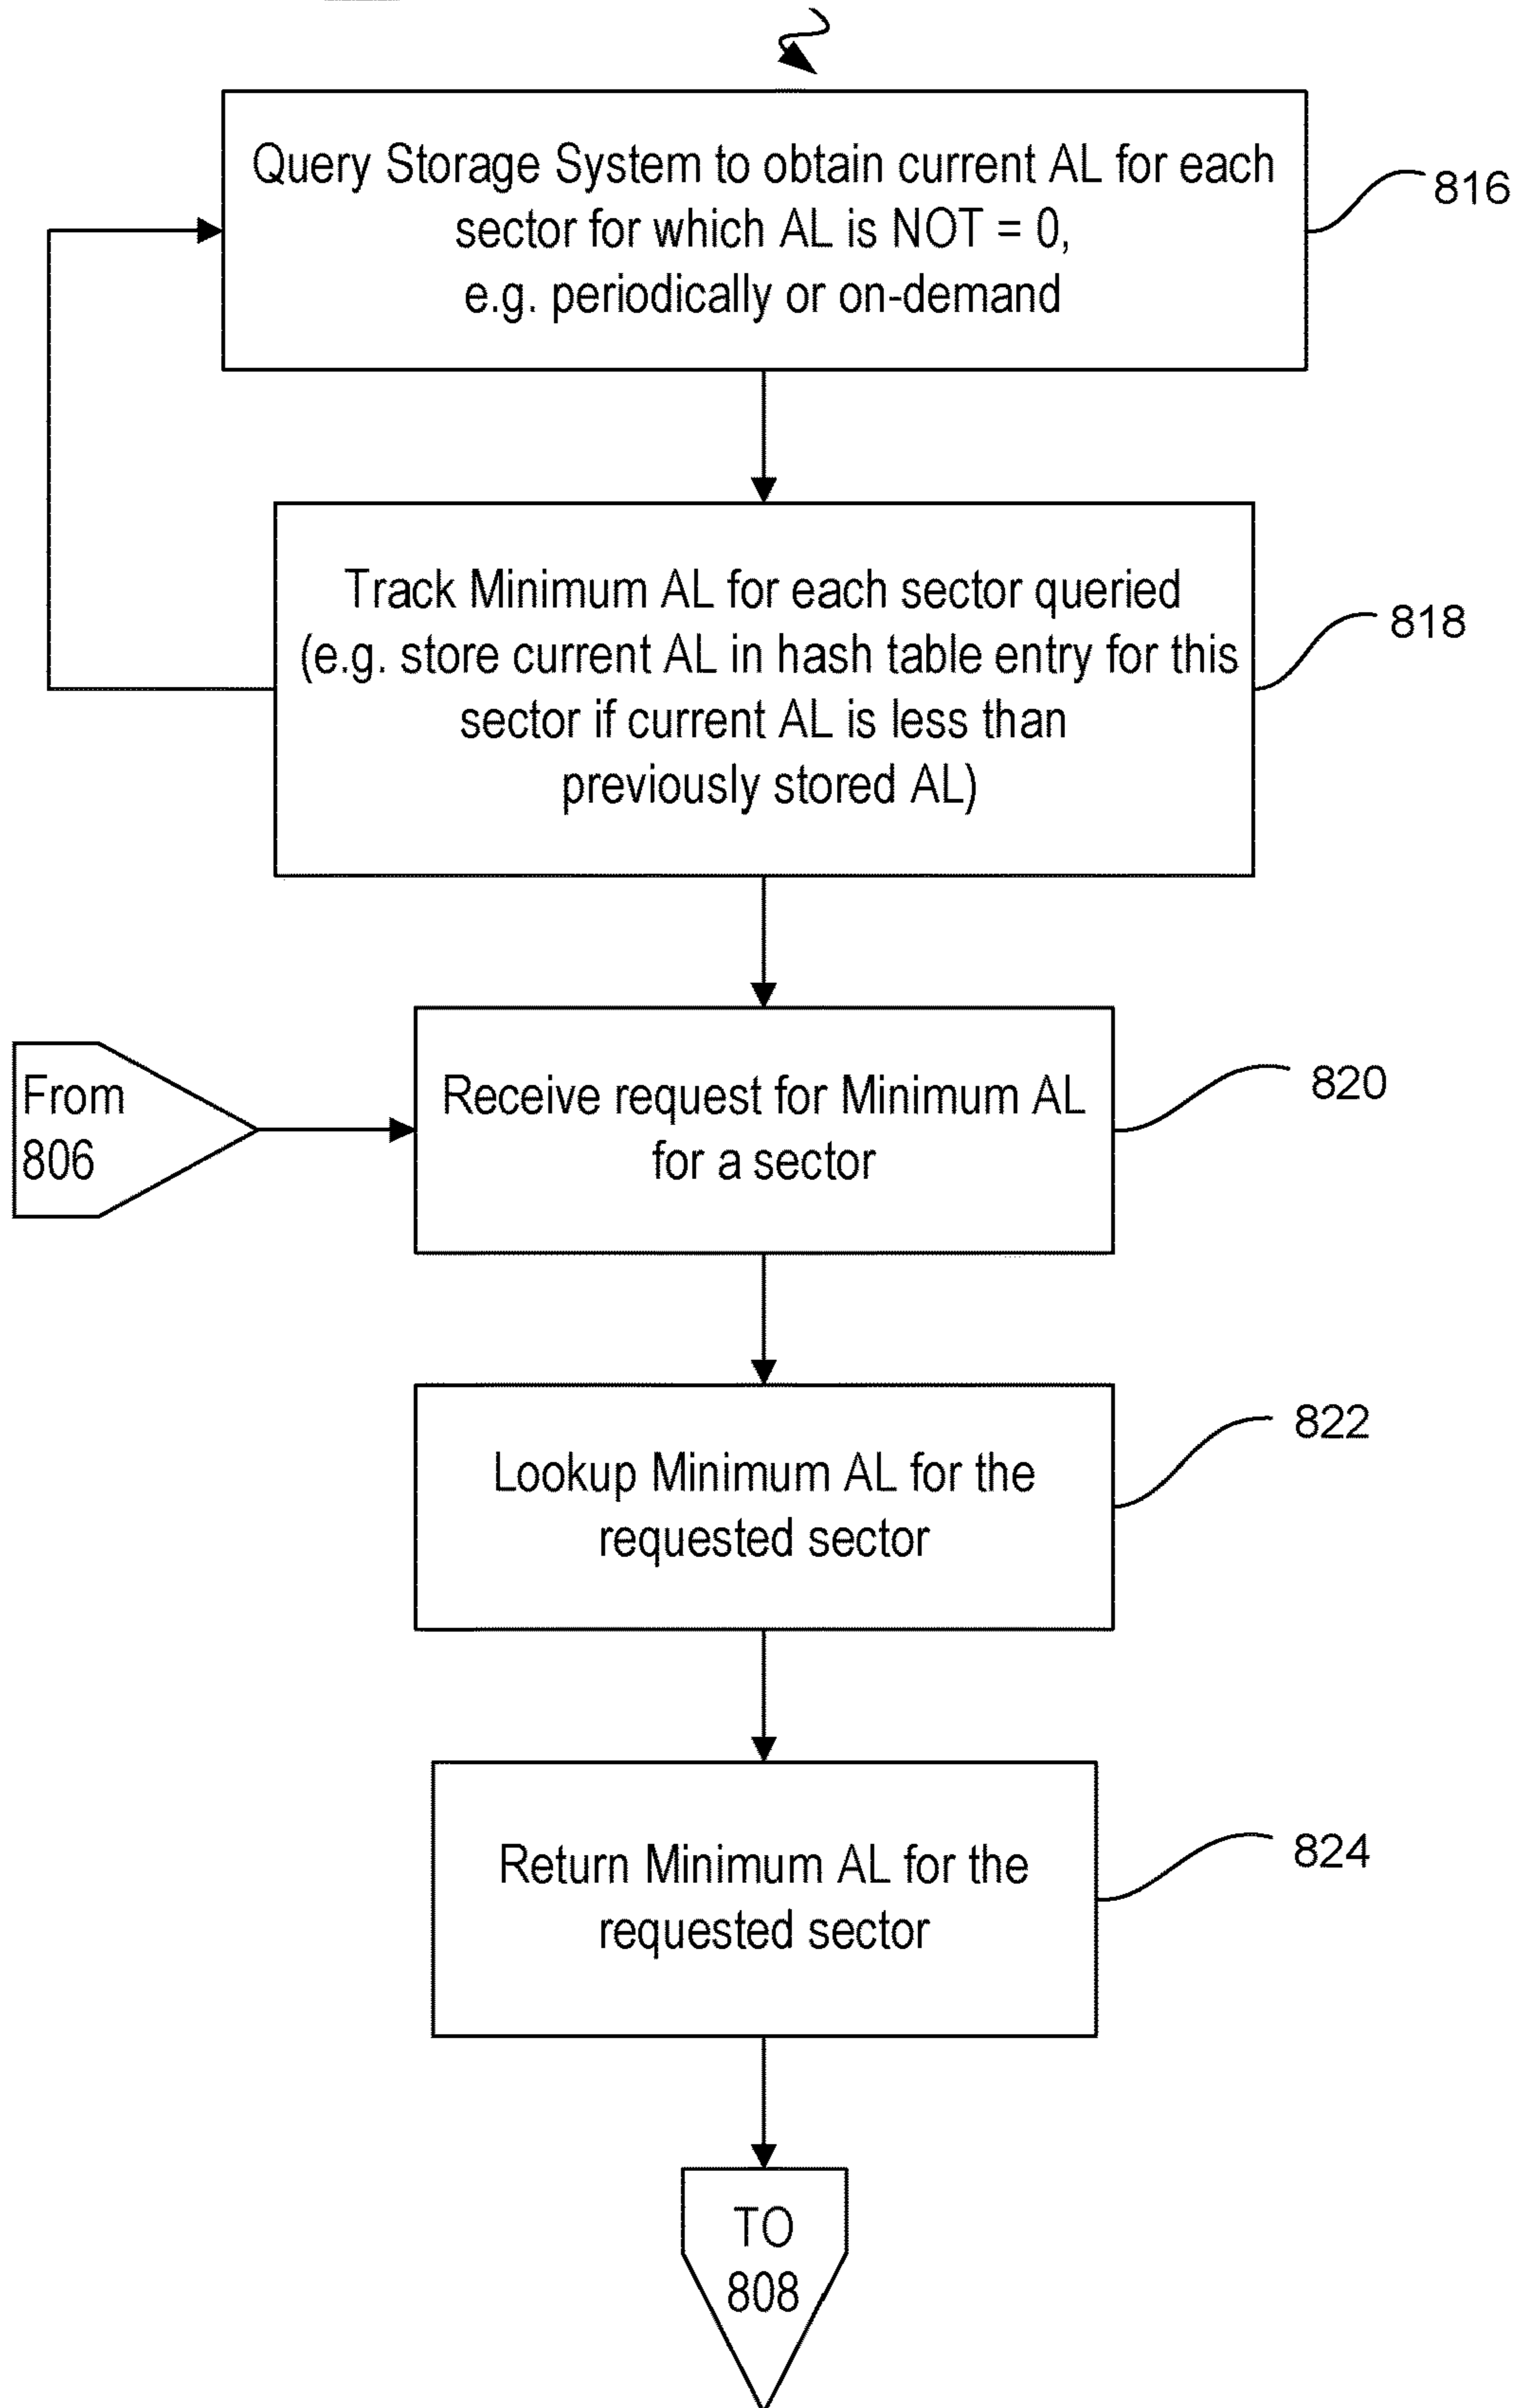 Query Storage System to obtain current AL for each
sector for which AL is NOT = 0,
e.g. periodically or on-demand
816
Track Minimum AL for each sector queried
(e.g. store current AL in hash table entry for this
sector if current AL is less than
previously stored AL)
818
From
806
Receive request for Minimum AL
for a sector
820
Lookup Minimum AL for the
requested sector
822
Return Minimum AL for the
requested sector
824
TO
808